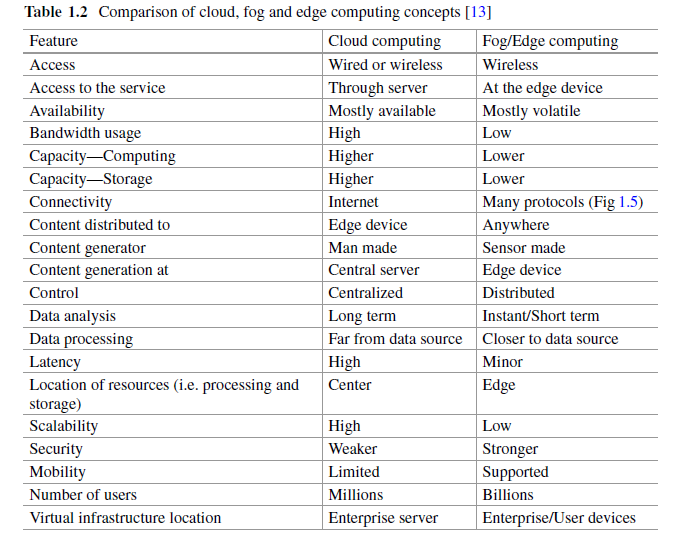 Table 1.2 Comparison of cloud, fog and edge computing concepts [13]
Feature Cloud computing Fog/Edge computing
Access Wired or wireless Wireless
Access to the service Through server At the edge device
Availability Mostly available Mostly volatile
Bandwidth usage High Low
Capacity—Computing Higher Lower
Capacity—Storage Higher Lower
Connectivity Internet Many protocols (Fig 1.5)
Content distributed to Edge device Anywhere
Content generator Man made Sensor made
Content generation at Central server Edge device
Control Centralized Distributed
Data analysis Long term Instant/Short term
Data processing Far from data source Closer to data source
Latency High Minor
Location of resources (i.e. processing and Center Edge
storage)
Scalability High Low
Security Weaker Stronger
Mobility Limited Supported
Number of users Millions Billions
Virtual infrastructure location Enterprise server Enterprise/User devices